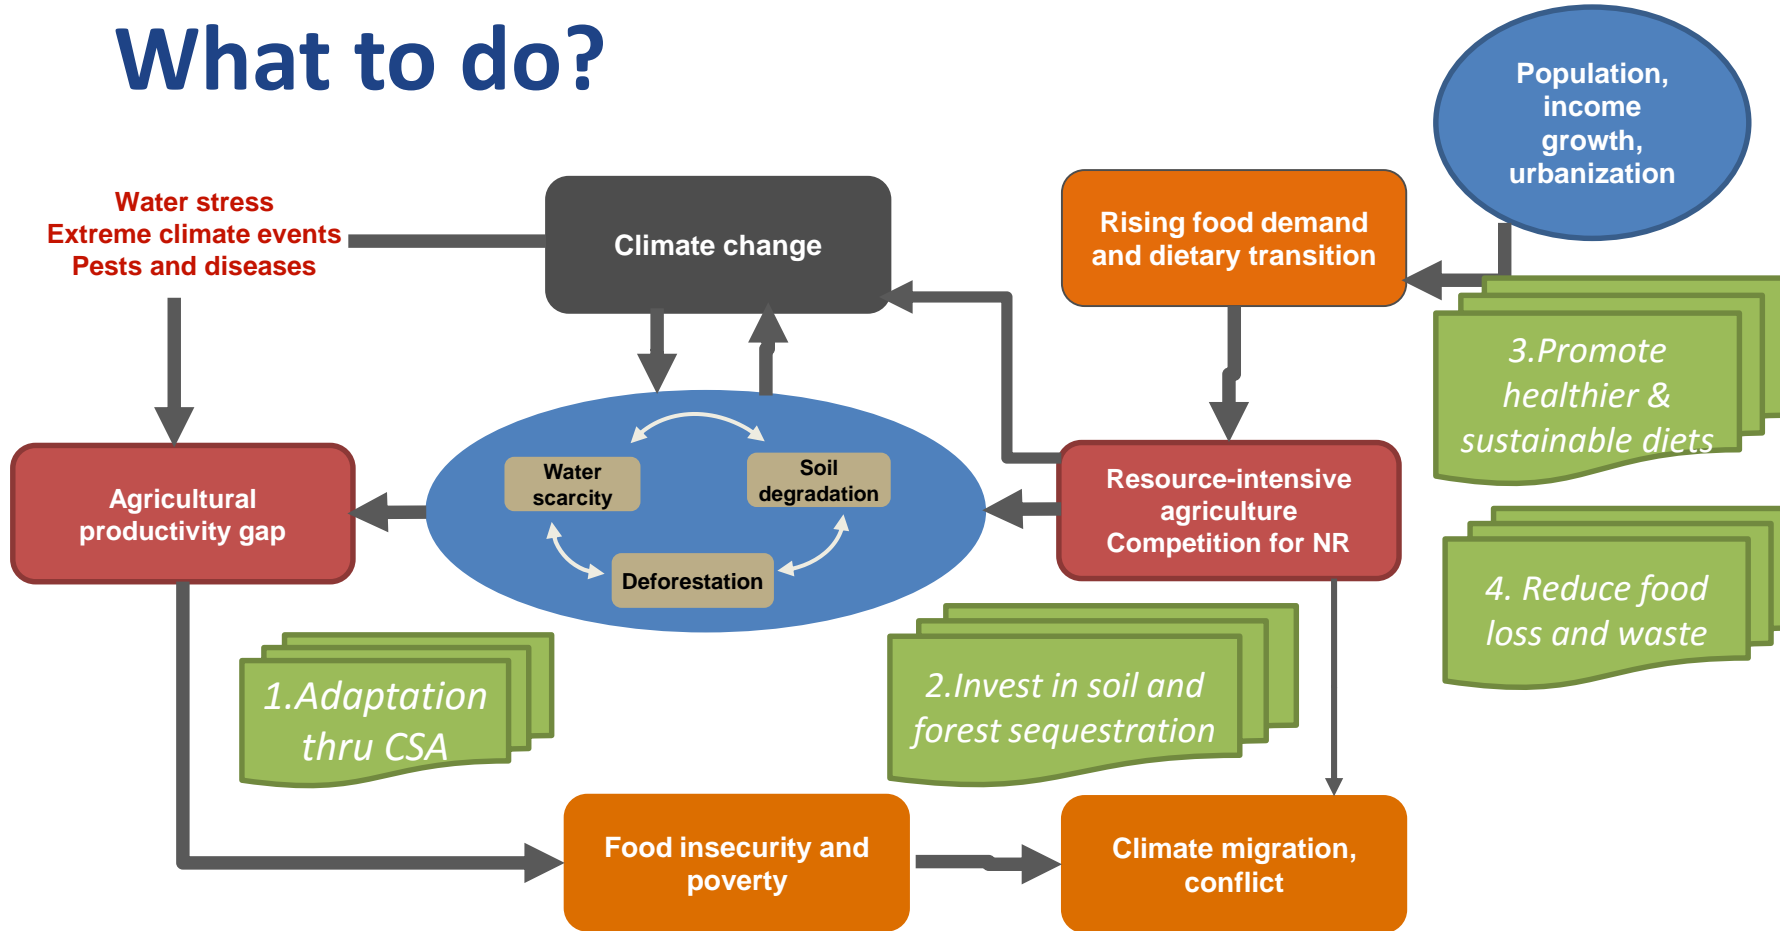 What to do?
Population,
income
growth,
urbanization
Water stress
Extreme climate events
Pests and diseases
Climate change
Rising food demand
and dietary transition
3.Promote
healthier &
sustainable diets
Agricultural
productivity gap
Water
scarcity
Soil
degradation
Deforestation
Resource-intensive
agriculture
Competition for NR
4. Reduce food
loss and waste
1.Adaptation
thru CSA
2.Invest in soil and
forest sequestration
Food insecurity and
poverty
Climate migration,
conflict